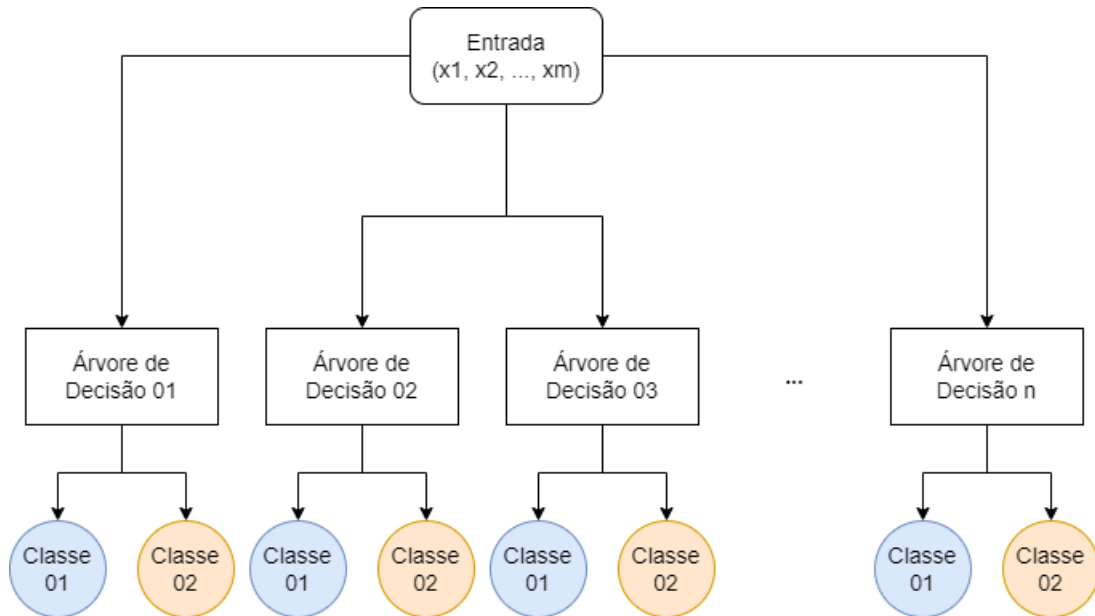 Entrada
(x1, x2, ..., xm)
Árvore de
Decisão 01
Árvore de
Decisão 02
Árvore de
Decisão 03
...
Árvore de
Decisão n
Classe
01
Classe
02
Classe
01
Classe
02
Classe
01
Classe
02
Classe
01
Classe
02